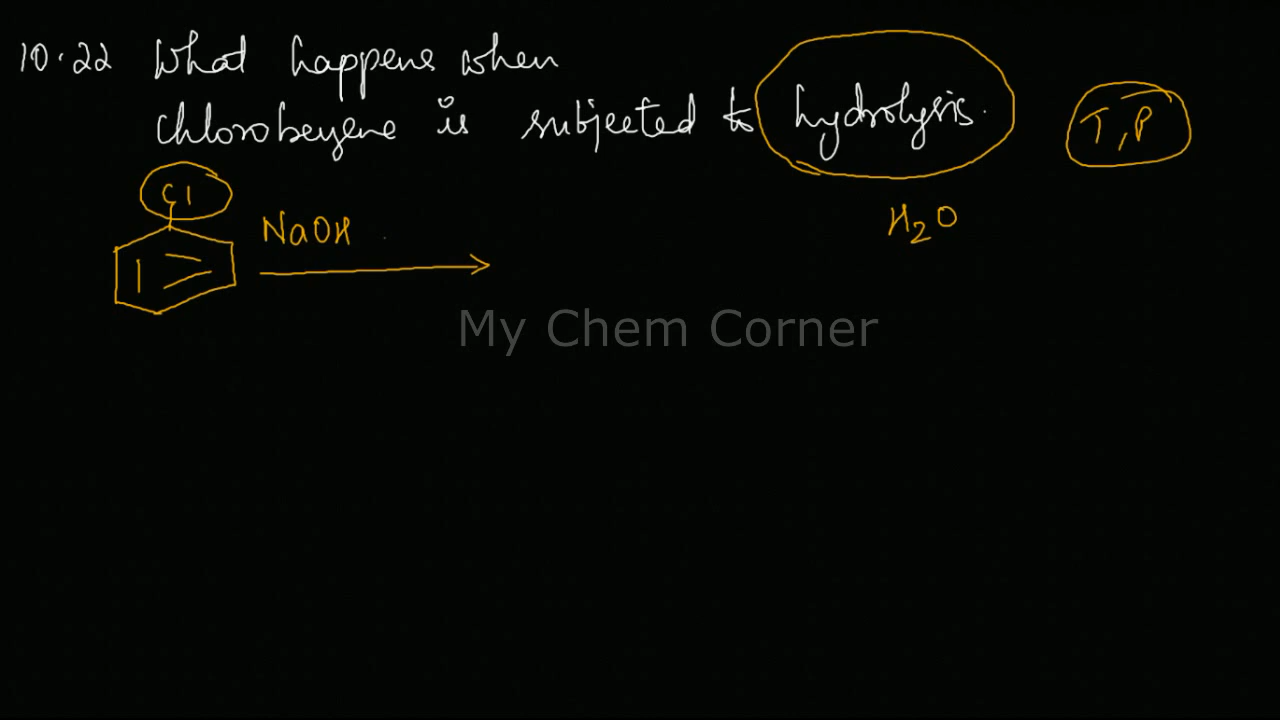 10.22 What happens when
chlorobenzene is subjected to hydrolysis.
T, P
Cl
NaOH
H2O
My Chem Corner